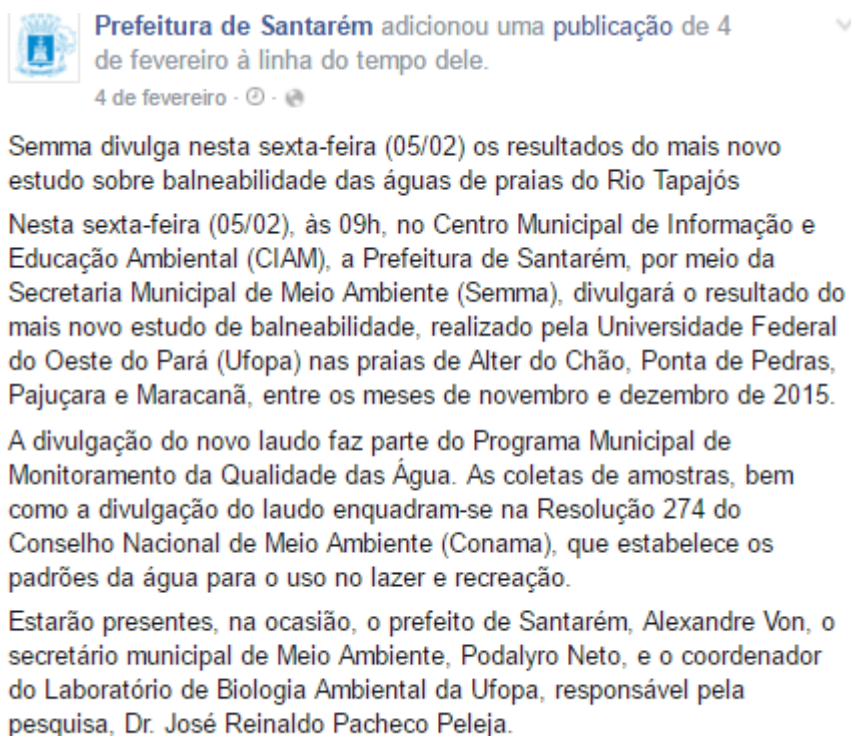 Prefeitura de Santarém adicionou uma publicação de 4
de fevereiro à linha do tempo dele.
4 de fevereiro ·
Semma divulga nesta sexta-feira (05/02) os resultados do mais novo
estudo sobre balneabilidade das águas de praias do Rio Tapajós
Nesta sexta-feira (05/02), às 09h, no Centro Municipal de Informação e
Educação Ambiental (CIAM), a Prefeitura de Santarém, por meio da
Secretaria Municipal de Meio Ambiente (Semma), divulgará o resultado do
mais novo estudo de balneabilidade, realizado pela Universidade Federal
do Oeste do Pará (Ufopa) nas praias de Alter do Chão, Ponta de Pedras,
Pajuçara e Maracanã, entre os meses de novembro e dezembro de 2015.
A divulgação do novo laudo faz parte do Programa Municipal de
Monitoramento da Qualidade das Água. As coletas de amostras, bem
como a divulgação do laudo enquadram-se na Resolução 274 do
Conselho Nacional de Meio Ambiente (Conama), que estabelece os
padrões da água para o uso no lazer e recreação.
Estarão presentes, na ocasião, o prefeito de Santarém, Alexandre Von, o
secretário municipal de Meio Ambiente, Podalyro Neto, e o coordenador
do Laboratório de Biologia Ambiental da Ufopa, responsável pela
pesquisa, Dr. José Reinaldo Pacheco Peleja.